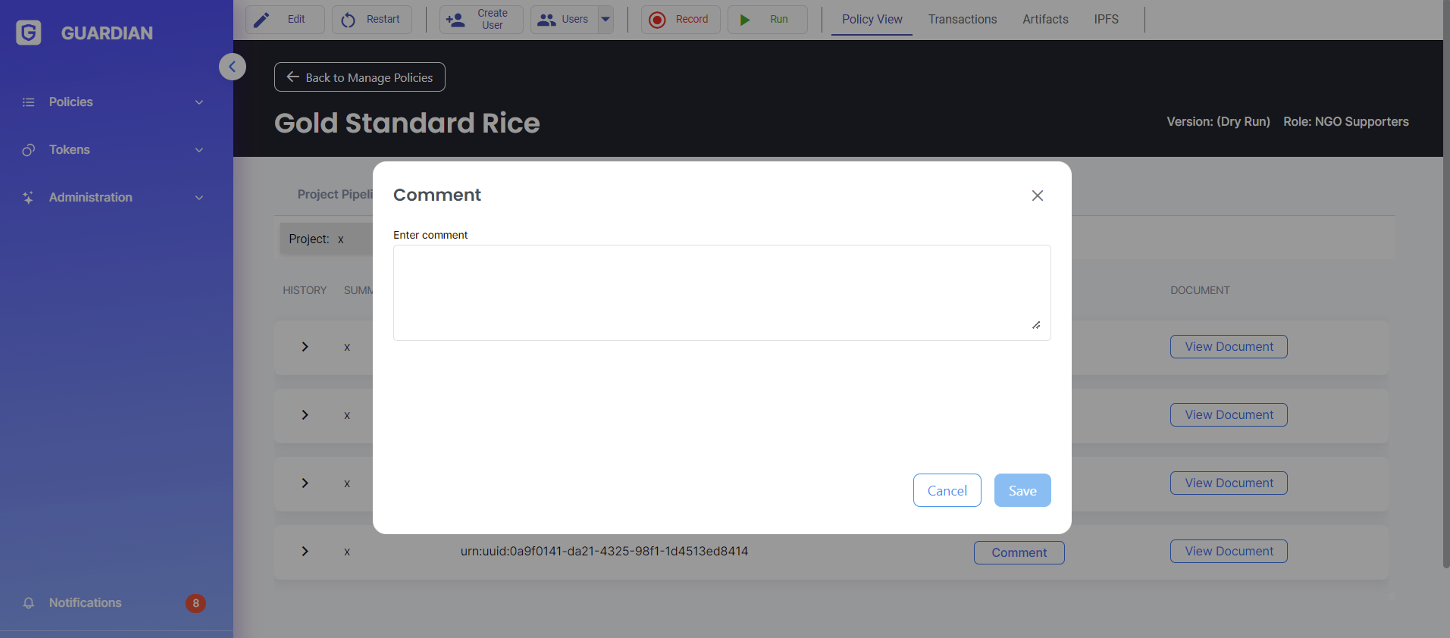 GUARDIAN
Policies
Tokens
Administration
Notifications
8
Edit
Restart
Create
User
Users
Record
Run
Policy View
Transactions
Artifacts
IPFS
Back to Manage Policies
Gold Standard Rice
Version: (Dry Run) Role: NGO Supporters
Project Pipeli
Project: x
HISTORY SUMM DOCUMENT
Comment
Enter comment
Cancel
Save
x View Document
x View Document
x View Document
x urn:uuid:0a9f0141-da21-4325-98f1-1d4513ed8414 Comment View Document